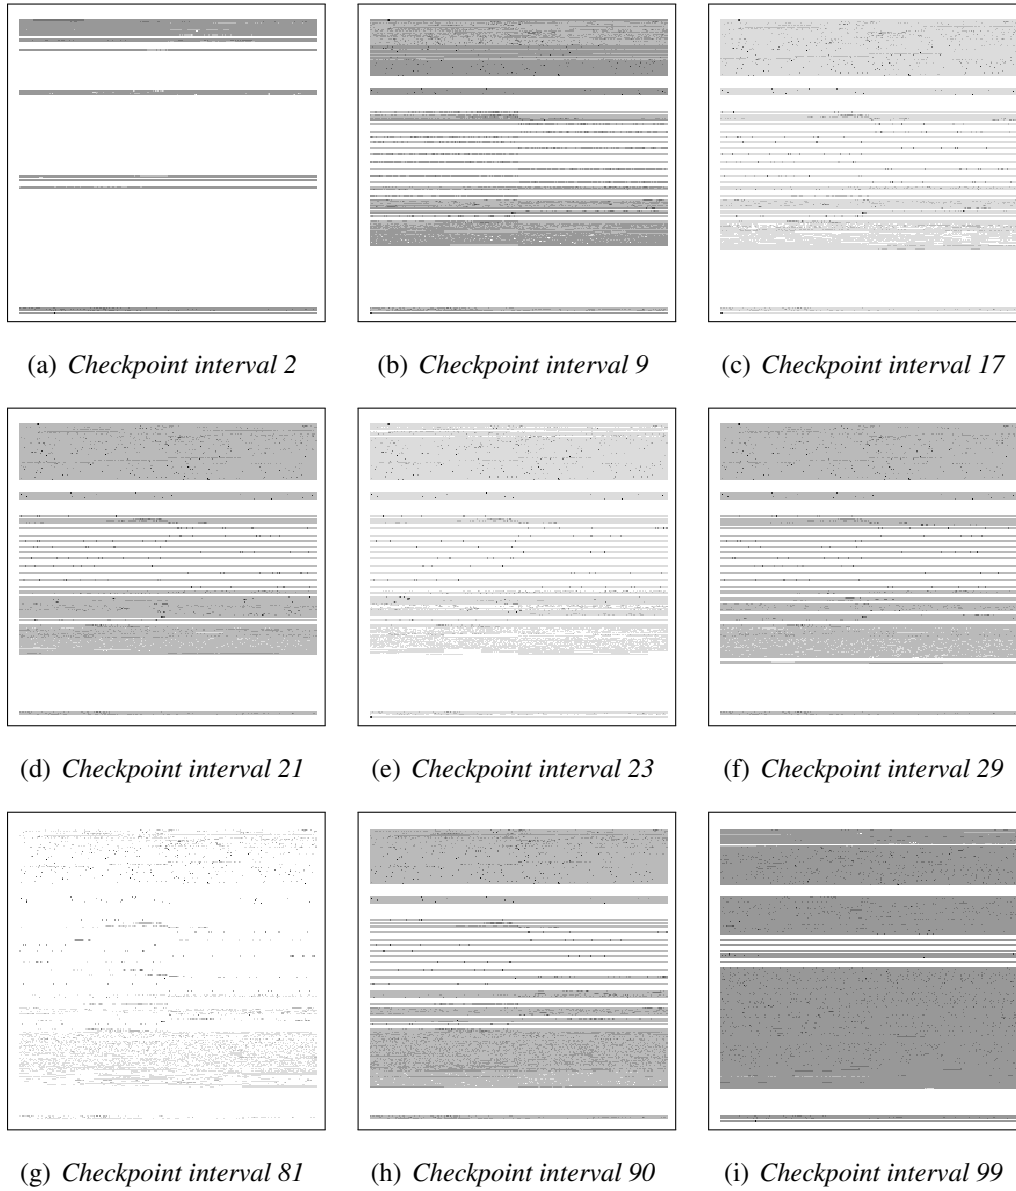 (a) Checkpoint interval 2
(b) Checkpoint interval 9
(c) Checkpoint interval 17
(d) Checkpoint interval 21
(e) Checkpoint interval 23
(f) Checkpoint interval 29
(g) Checkpoint interval 81
(h) Checkpoint interval 90
(i) Checkpoint interval 99